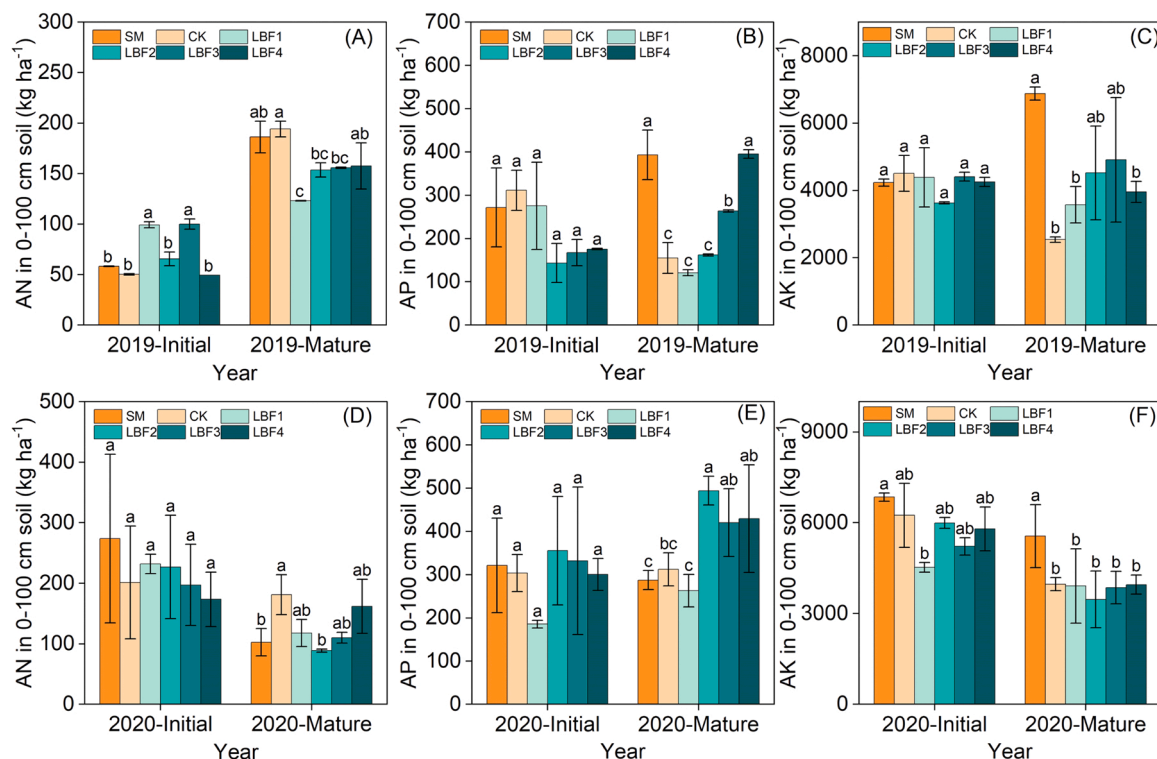 (A)
SM CK LBF1
LBF2 LBF3 LBF4
AN in 0-100 cm soil (kg ha⁻¹)
300
250
200
150
100
50
0
b b a b a b
ab a c bc bc ab
2019-Initial 2019-Mature
Year
(B)
SM CK LBF1
LBF2 LBF3 LBF4
AP in 0-100 cm soil (kg ha⁻¹)
700
600
500
400
300
200
100
0
a a a a a a
a c c c b a
2019-Initial 2019-Mature
Year
(C)
SM CK LBF1
LBF2 LBF3 LBF4
AK in 0-100 cm soil (kg ha⁻¹)
8000
6000
4000
2000
0
a a a a a a
a b b ab ab b
2019-Initial 2019-Mature
Year
(D)
SM CK LBF1
LBF2 LBF3 LBF4
AN in 0-100 cm soil (kg ha⁻¹)
500
400
300
200
100
0
a a a a a a
b a ab b ab ab
2020-Initial 2020-Mature
Year
(E)
SM CK LBF1
LBF2 LBF3 LBF4
AP in 0-100 cm soil (kg ha⁻¹)
700
600
500
400
300
200
100
0
a a a a a a
c bc c a ab ab
2020-Initial 2020-Mature
Year
(F)
SM CK LBF1
LBF2 LBF3 LBF4
AK in 0-100 cm soil (kg ha⁻¹)
9000
6000
3000
0
a ab b ab ab ab
a b b b b b
2020-Initial 2020-Mature
Year